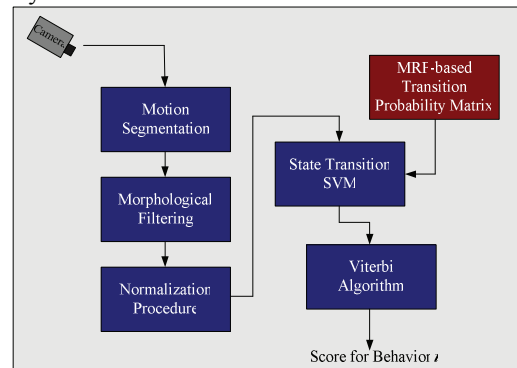 Camera
MRF-based
Transition
Probability Matrix
Motion
Segmentation
State Transition
SVM
Morphological
Filtering
Normalization
Procedure
Viterbi
Algorithm
Score for Behavior